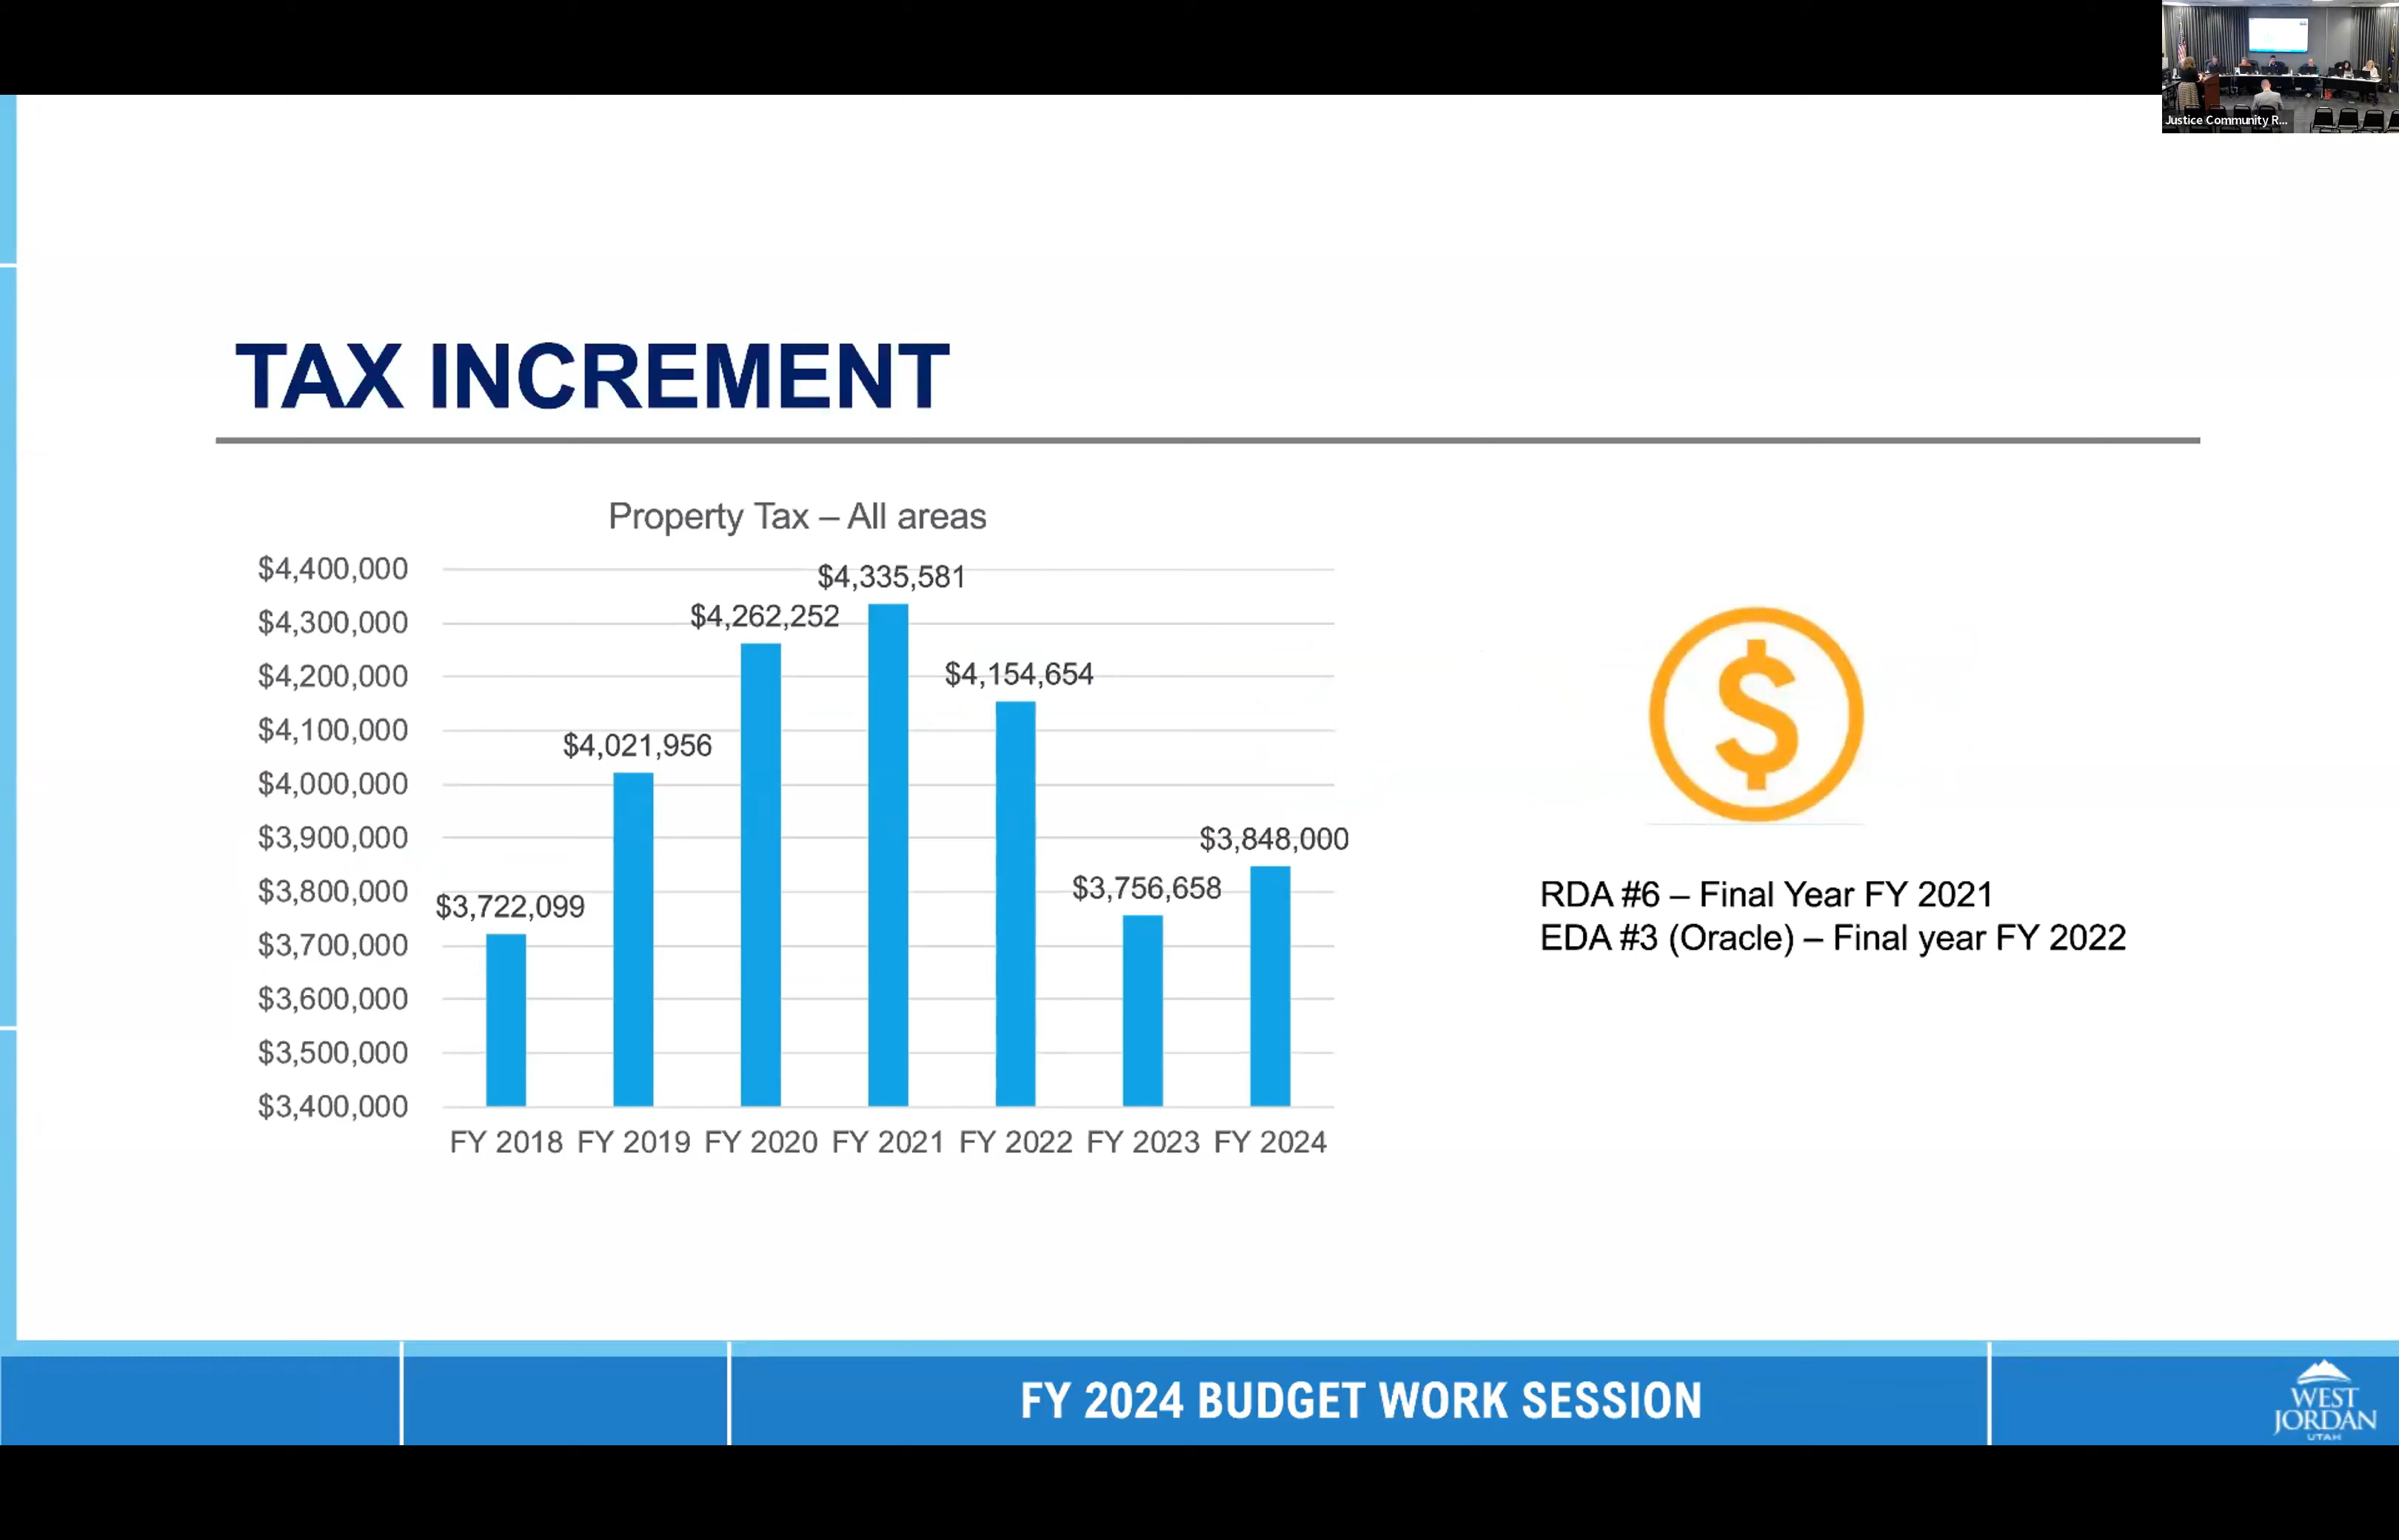 Justice Community R...
TAX INCREMENT
Property Tax – All areas
$4,400,000
$4,300,000
$4,200,000
$4,100,000
$4,000,000
$3,900,000
$3,800,000
$3,700,000
$3,600,000
$3,500,000
$3,400,000
$3,722,099
$4,021,956
$4,262,252
$4,335,581
$4,154,654
$3,756,658
$3,848,000
FY 2018 FY 2019 FY 2020 FY 2021 FY 2022 FY 2023 FY 2024
$
RDA #6 – Final Year FY 2021
EDA #3 (Oracle) – Final year FY 2022
FY 2024 BUDGET WORK SESSION
WEST
JORDAN
UTAH